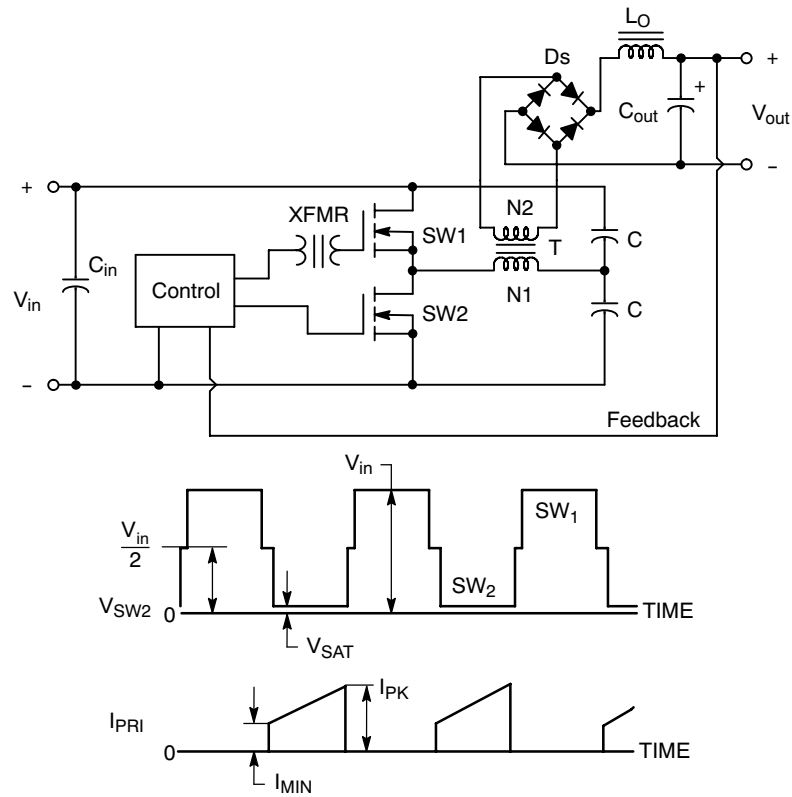 L_O
Ds
+
+
C_out
V_out
−
+
N2
XFMR
SW1
T
C
C_in
Control
V_in
N1
SW2
C
−
Feedback
V_in
SW_1
V_in
2
SW_2
V_SW2
0
TIME
V_SAT
I_PK
I_PRI
0
TIME
I_MIN